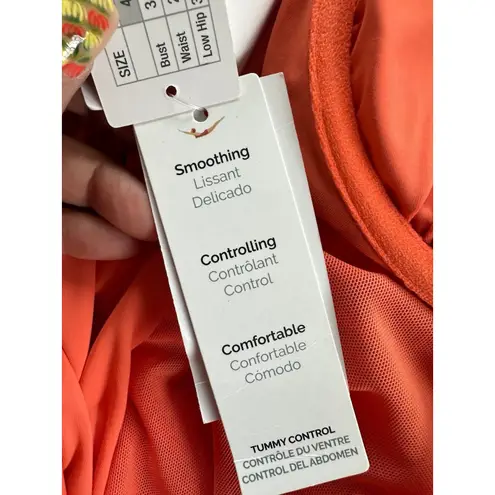 SIZE
Bust
Waist
Low Hip
Smoothing
Lissant
Delicado
Controlling
Contrôlant
Control
Comfortable
Confortable
Cómodo
TUMMY CONTROL
CONTRÔLE DU VENTRE
CONTROL DEL ÀBDOMEN